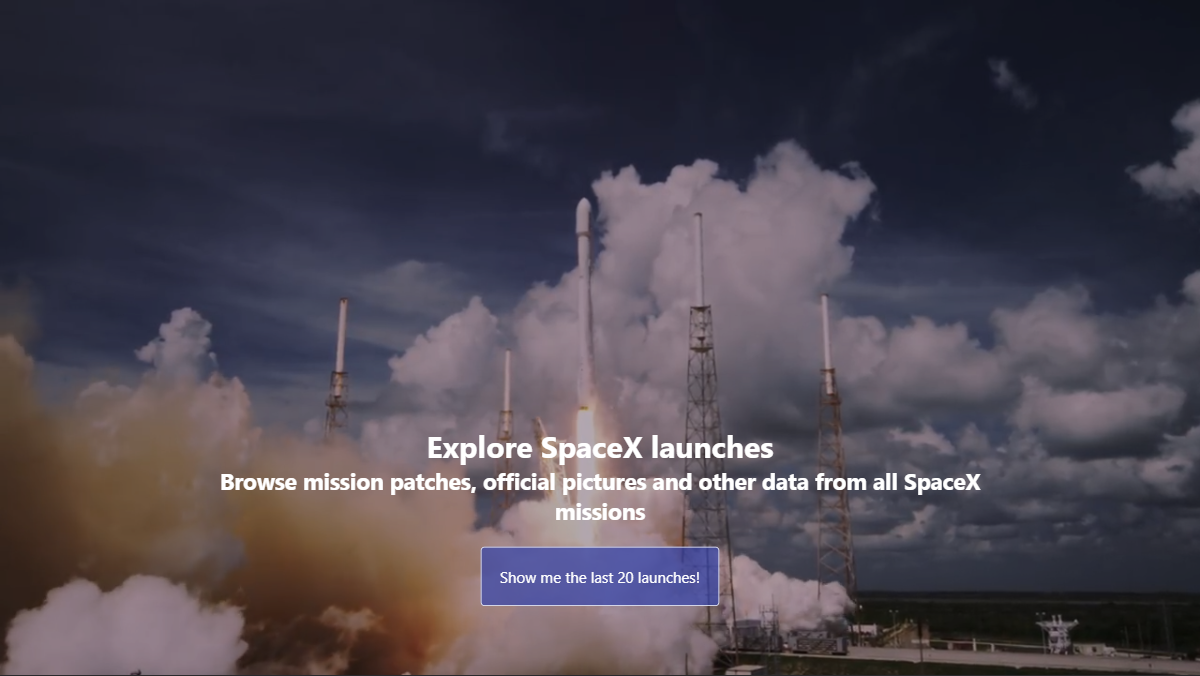 Explore SpaceX launches
Browse mission patches, official pictures and other data from all SpaceX
missions
Show me the last 20 launches!